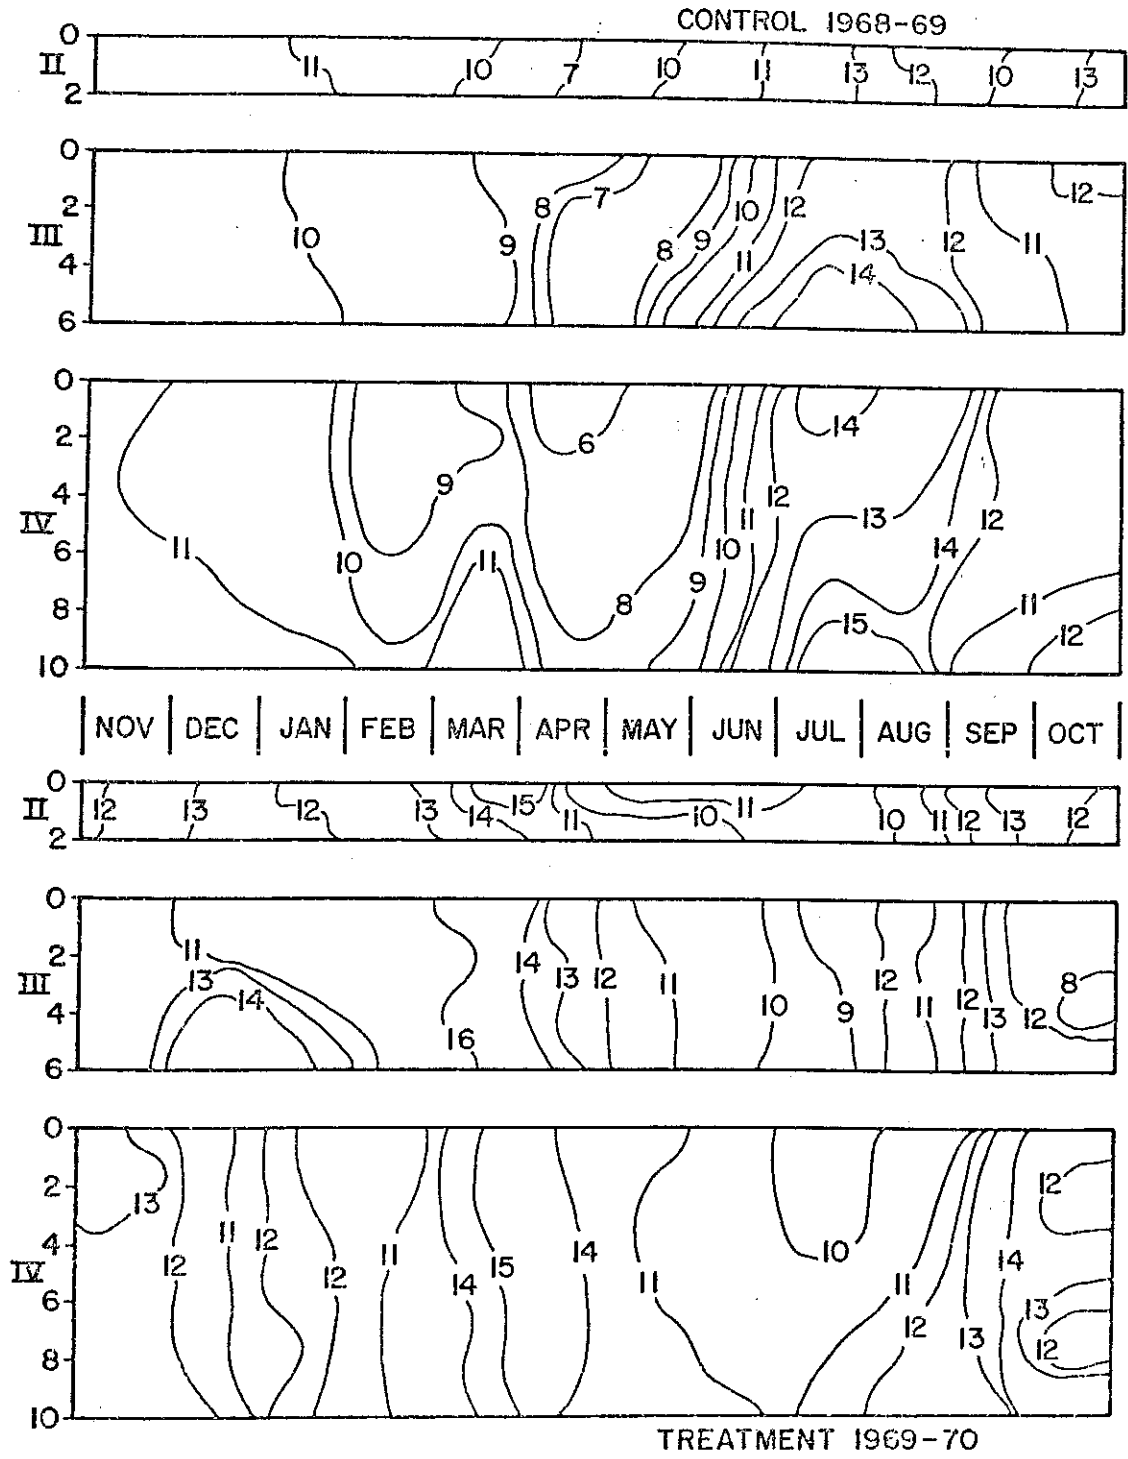 CONTROL 1968-69
0
II
2
11 10 7 10 11 13 12 10 13
0
2
III
4
6
10 9 8 7 8 9 10 11 12 13 14 12 11 12
0
2
4
IV
6
8
10
11 10 9 11 6 8 9 10 11 12 14 13 15 14 12 11 12
NOV DEC JAN FEB MAR APR MAY JUN JUL AUG SEP OCT
0
II
2
12 13 12 13 14 15 11 10 11 10 11 12 13 12
0
2
III
4
6
11 13 14 16 14 13 12 11 10 9 12 11 12 13 12 8
0
2
4
IV
6
8
10
13 12 11 12 12 11 14 15 14 11 10 11 12 13 14 12 13 12
TREATMENT 1969-70